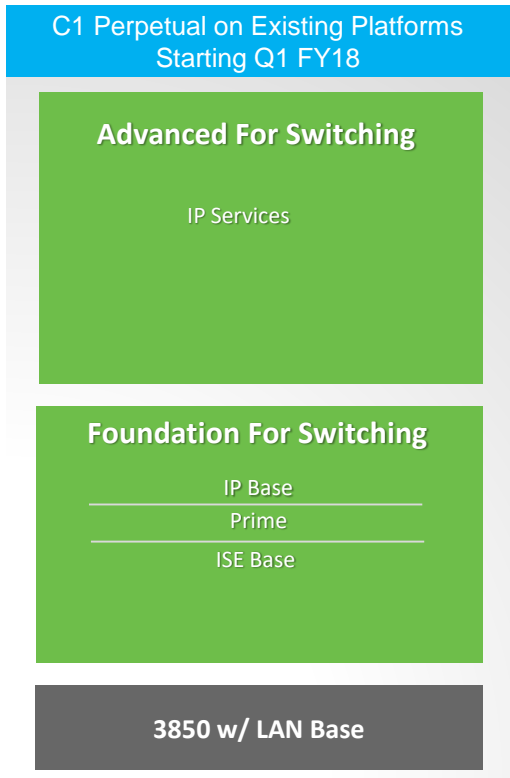 C1 Perpetual on Existing Platforms
Starting Q1 FY18
Advanced For Switching
IP Services
Foundation For Switching
IP Base
Prime
ISE Base
3850 w/ LAN Base